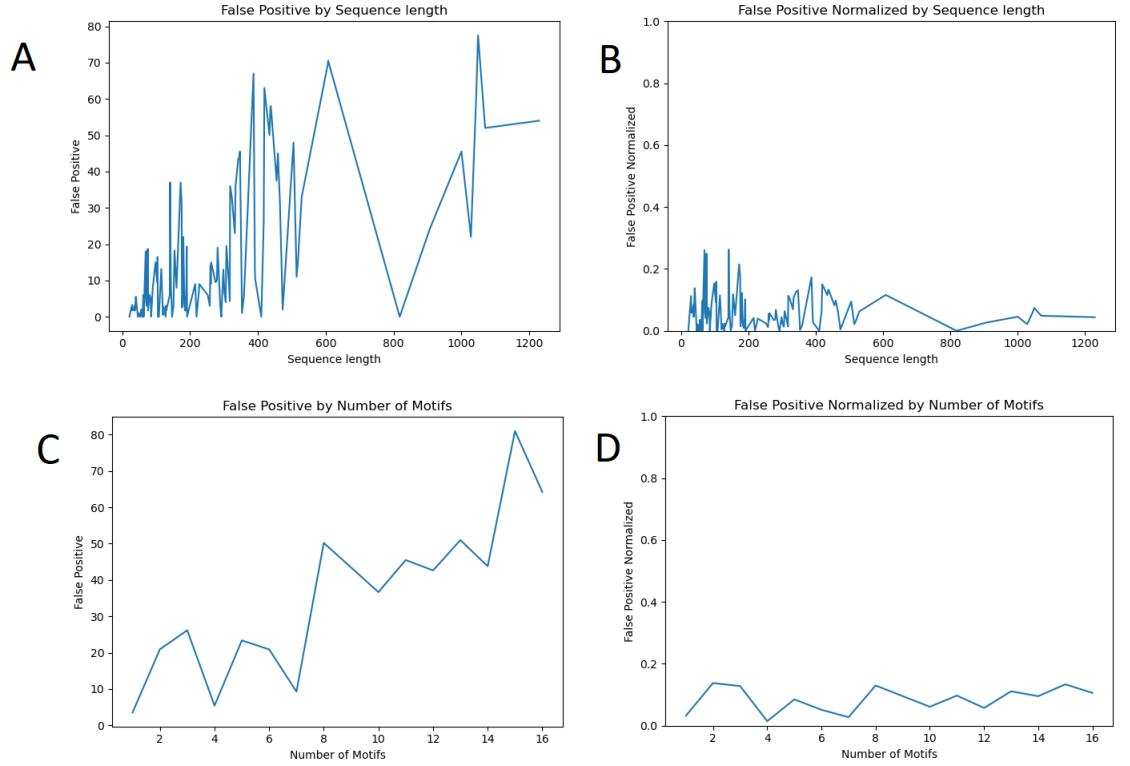 A
False Positive by Sequence length
80
70
60
50
40
30
20
10
0
False Positive
0 200 400 600 800 1000 1200
Sequence length
B
False Positive Normalized by Sequence length
1.0
0.8
0.6
0.4
0.2
0.0
False Positive Normalized
0 200 400 600 800 1000 1200
Sequence length
C
False Positive by Number of Motifs
80
70
60
50
40
30
20
10
0
False Positive
2 4 6 8 10 12 14 16
Number of Motifs
D
False Positive Normalized by Number of Motifs
1.0
0.8
0.6
0.4
0.2
0.0
False Positive Normalized
2 4 6 8 10 12 14 16
Number of Motifs